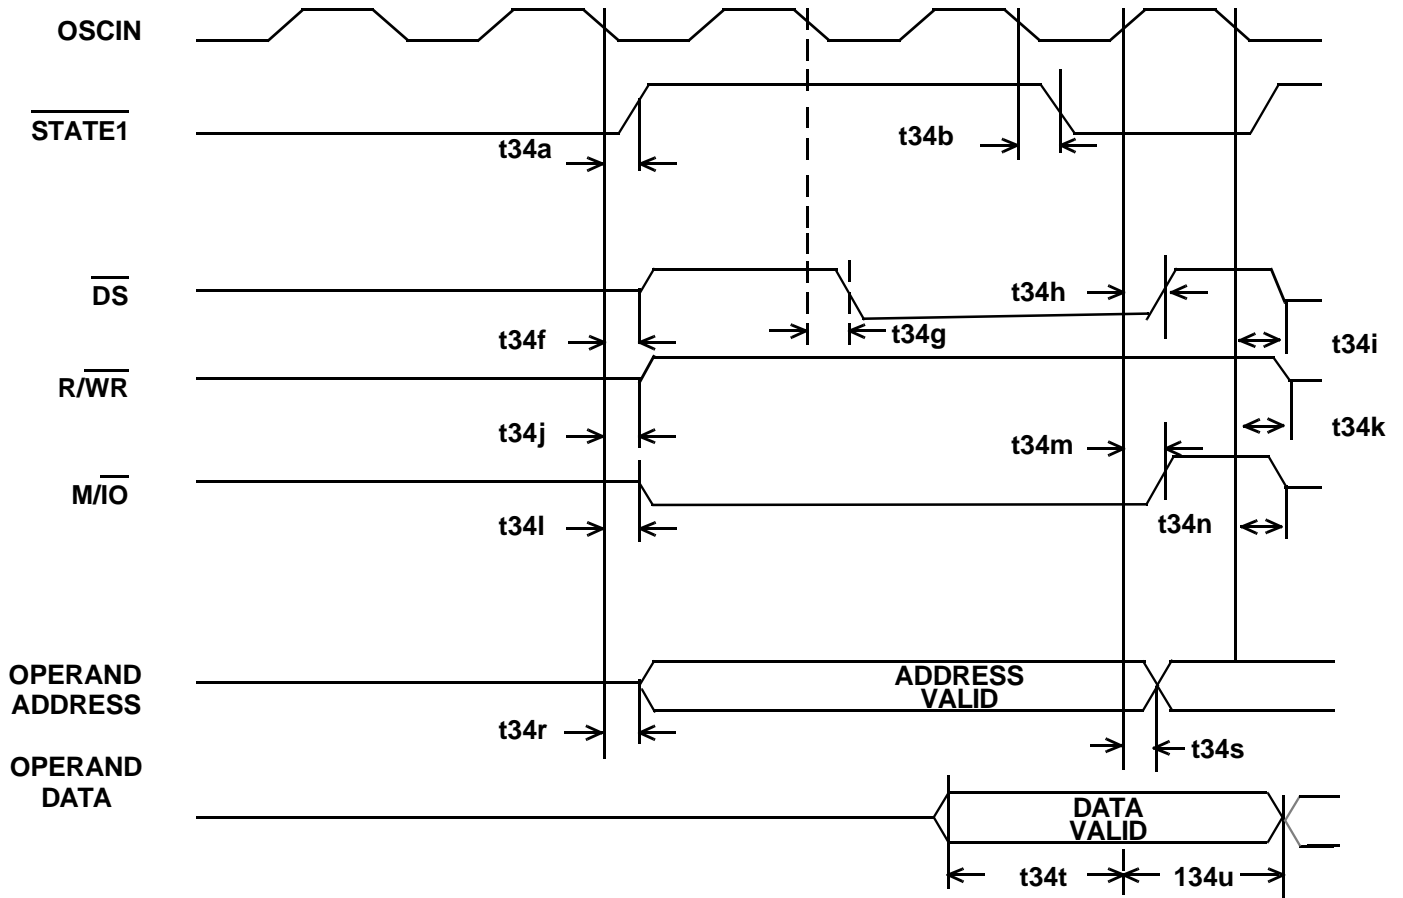 OSCIN
STATE1
t34a
t34b
DS
t34h
t34f
t34g
t34i
R/WR
t34j
t34m
t34k
M/IO
t34l
t34n
OPERAND
ADDRESS
ADDRESS
VALID
t34r
t34s
OPERAND
DATA
DATA
VALID
t34t
134u